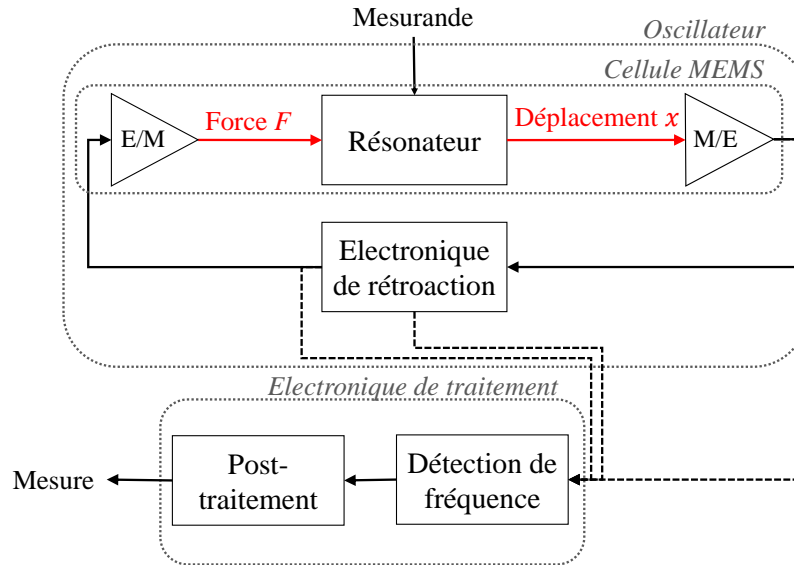 Mesurande
Oscillateur
Cellule MEMS
E/M
Force F
Résonateur
Déplacement x
M/E
Electronique
de rétroaction
Electronique de traitement
Mesure
Post-
traitement
Détection de
fréquence